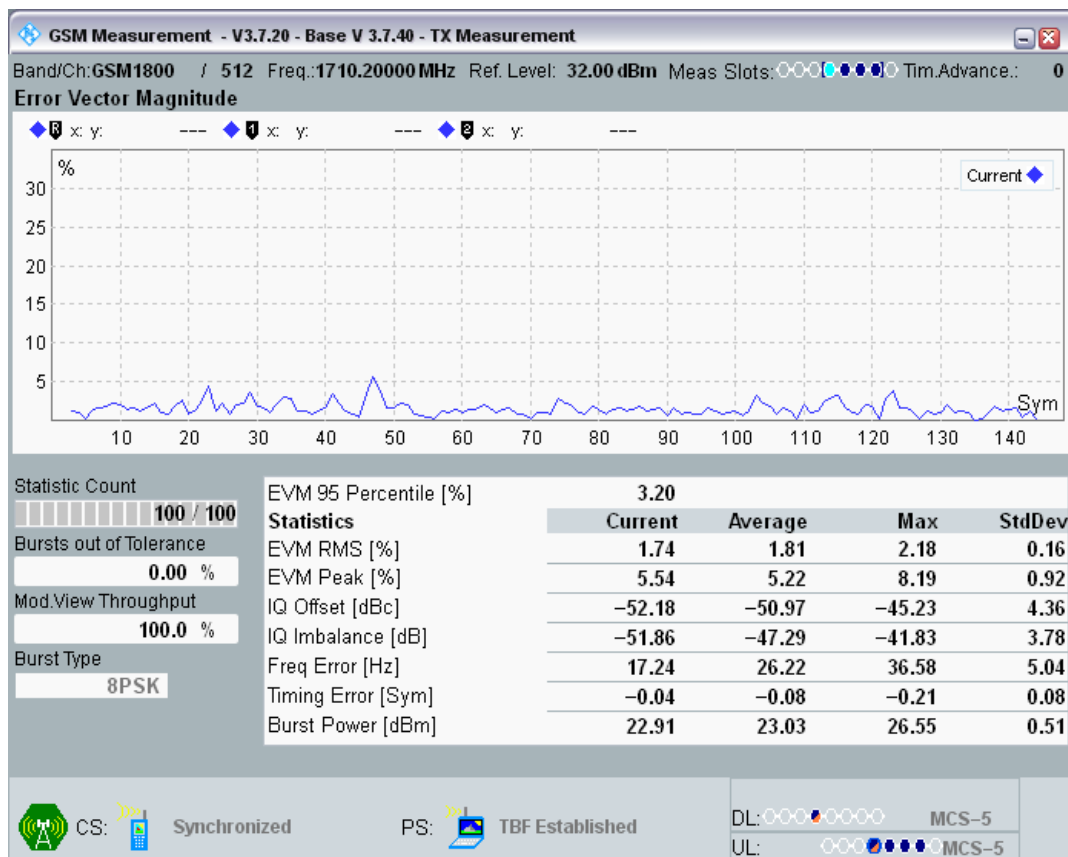 GSM Measurement - V3.7.20 - Base V 3.7.40 - TX Measurement
Band/Ch:GSM1800 / 512 Freq.:1710.20000 MHz Ref. Level: 32.00 dBm Meas Slots: Tim.Advance.: 0
Error Vector Magnitude
R x: y: --- 1 x: y: --- 2 x: y: ---
%
Current
30
25
20
15
10
5
Sym
10 20 30 40 50 60 70 80 90 100 110 120 130 140
Statistic Count
100 / 100
Bursts out of Tolerance
0.00 %
Mod.View Throughput
100.0 %
Burst Type
8PSK
EVM 95 Percentile [%] 3.20
Statistics Current Average Max StdDev
EVM RMS [%] 1.74 1.81 2.18 0.16
EVM Peak [%] 5.54 5.22 8.19 0.92
IQ Offset [dBc] −52.18 −50.97 −45.23 4.36
IQ Imbalance [dB] −51.86 −47.29 −41.83 3.78
Freq Error [Hz] 17.24 26.22 36.58 5.04
Timing Error [Sym] −0.04 −0.08 −0.21 0.08
Burst Power [dBm] 22.91 23.03 26.55 0.51
CS: Synchronized PS: TBF Established
DL: MCS−5
UL: MCS−5